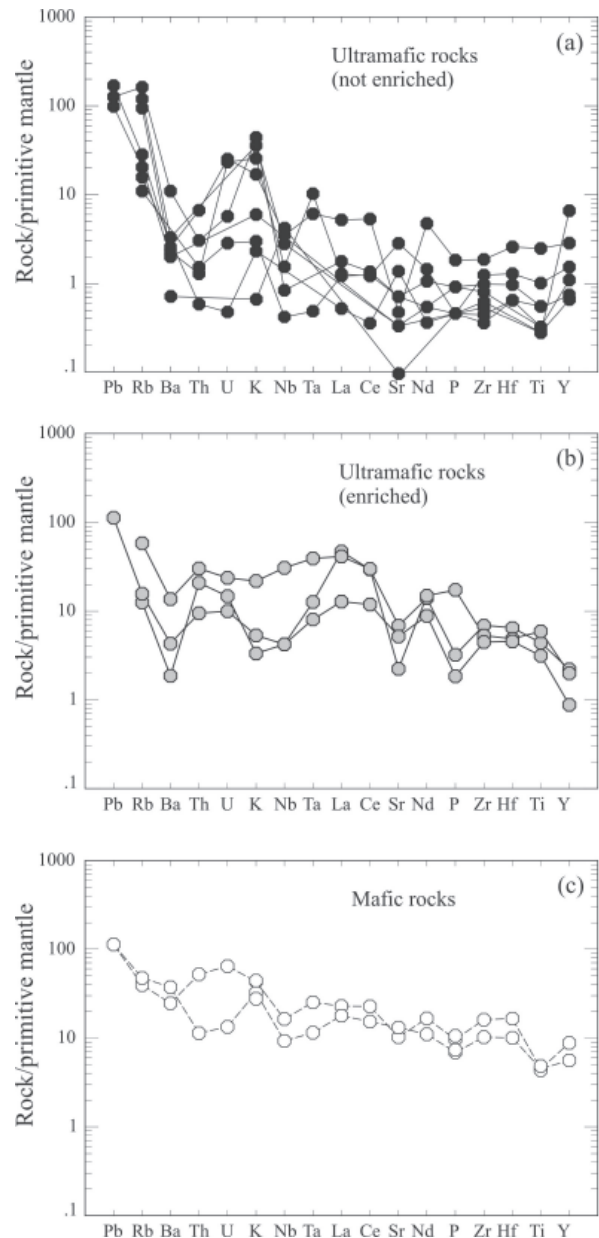 (a)
Ultramafic rocks
(not enriched)
Rock/primitive mantle
1000
100
10
1
.1
Pb Rb Ba Th U K Nb Ta La Ce Sr Nd P Zr Hf Ti Y
(b)
Ultramafic rocks
(enriched)
Rock/primitive mantle
1000
100
10
1
.1
Pb Rb Ba Th U K Nb Ta La Ce Sr Nd P Zr Hf Ti Y
(c)
Mafic rocks
Rock/primitive mantle
1000
100
10
1
.1
Pb Rb Ba Th U K Nb Ta La Ce Sr Nd P Zr Hf Ti Y